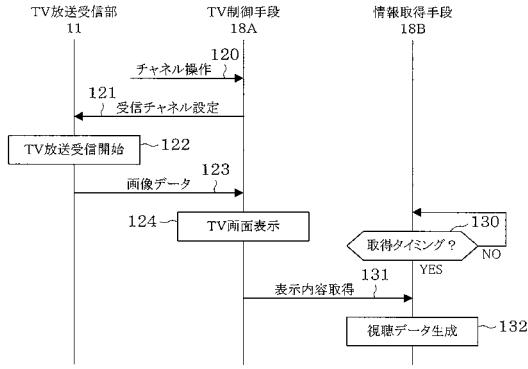 TV放送受信部
11
TV制御手段
18A
情報取得手段
18B
チャネル操作
120
121
受信チャネル設定
TV放送受信開始
122
画像データ
123
124
TV画面表示
130
取得タイミング?
NO
YES
表示内容取得
131
視聴データ生成
132